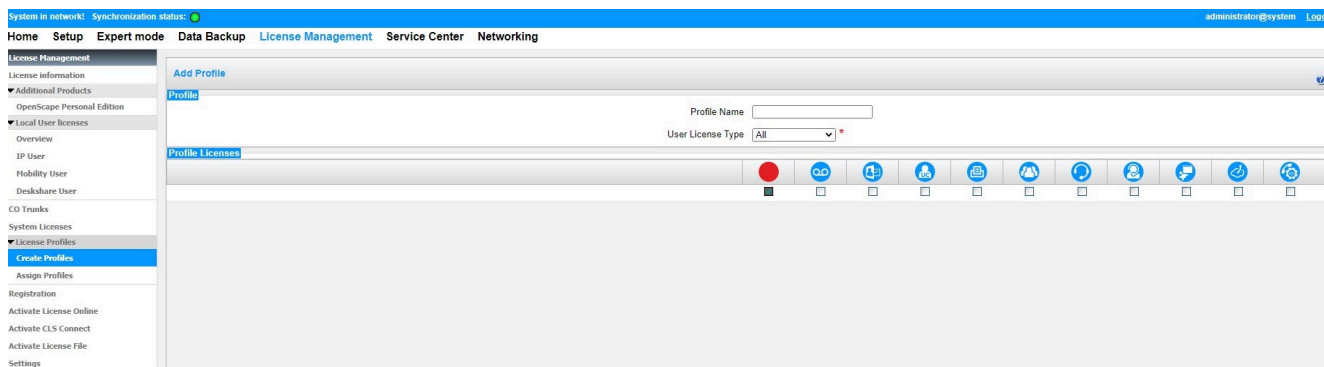 System in network! Synchronization status:
administrator@system
Home Setup Expert mode Data Backup License Management Service Center Networking
License Management
License information
Additional Products
OpenScape Personal Edition
Local User licenses
Overview
IP User
Mobility User
Deskshare User
CO Trunks
System Licenses
License Profiles
Create Profiles
Assign Profiles
Registration
Activate License Online
Activate CLS Connect
Activate License File
Settings
Add Profile
Profile
Profile Name
User License Type All *
Profile Licenses
UC